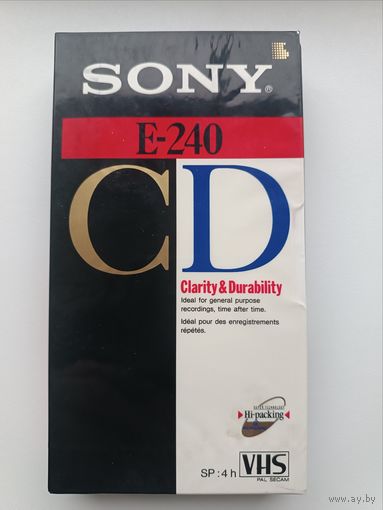 SONY®
E-240
CD
Clarity & Durability
Ideal for general purpose
recordings, time after time.
Idéal pour des enregistrements
répétés.
Hi-packing
SP : 4 h
VHS
PAL SECAM
www.ay.by